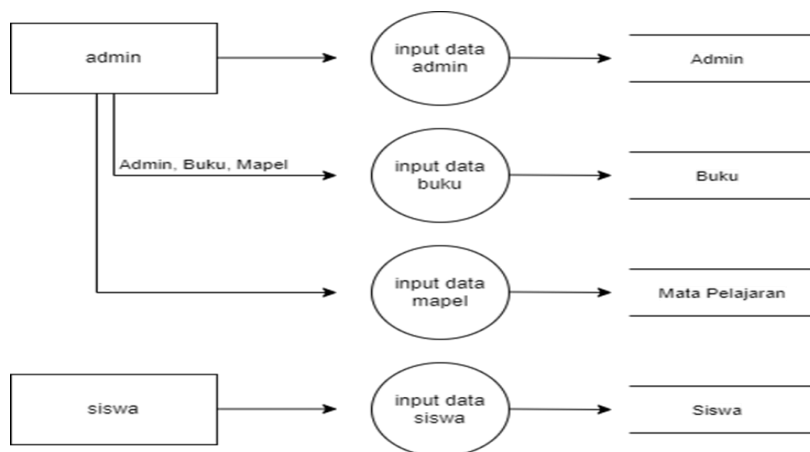 admin
input data
admin
Admin
Admin, Buku, Mapel
input data
buku
Buku
input data
mapel
Mata Pelajaran
siswa
input data
siswa
Siswa